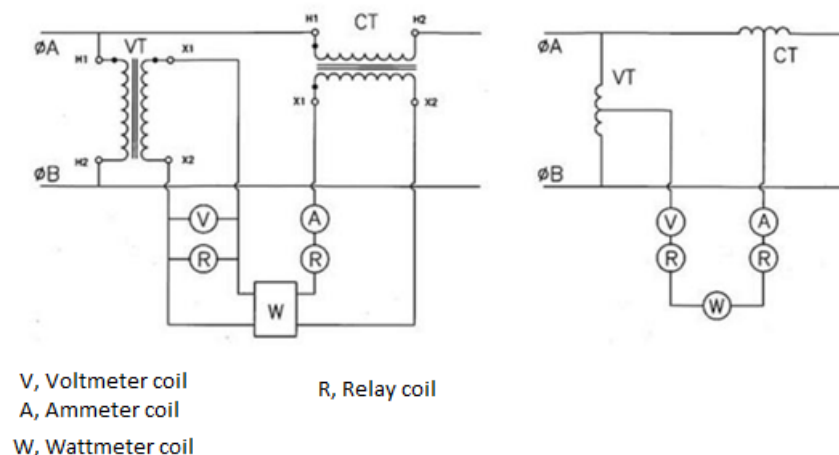 H1 CT H2
ØA VT X1
H1
X1 X2
H2 X2
ØB
V A
R R
W
ØA CT
VT
ØB
V A
R R
W
V, Voltmeter coil
A, Ammeter coil
W, Wattmeter coil
R, Relay coil